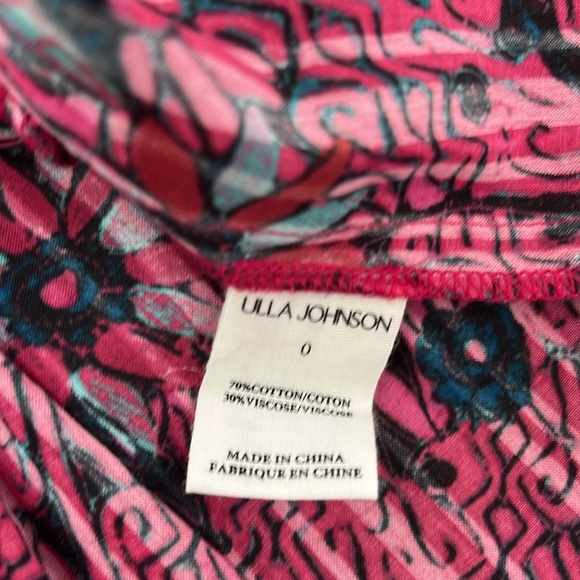 ULLA JOHNSON
0
70%COTTON/COTON
30%VISCOSE/VISCOSE
MADE IN CHINA
FABRIQUE EN CHINE